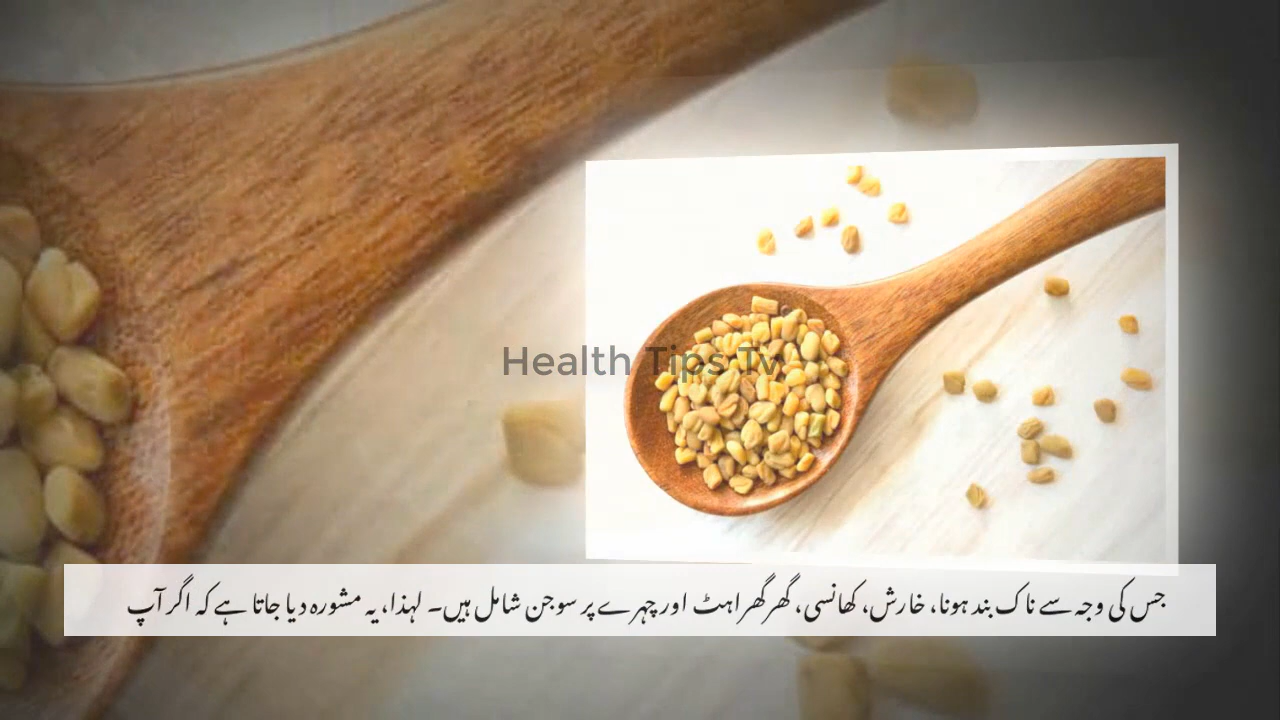 Health Tips Tv
جس کی وجہ سے ناک بند ہونا، خارش، کھانسی، گھرگھراہٹ اور چہرے پر سوجن شامل ہیں۔ لہذا، یہ مشورہ دیا جاتا ہے کہ اگر آپ